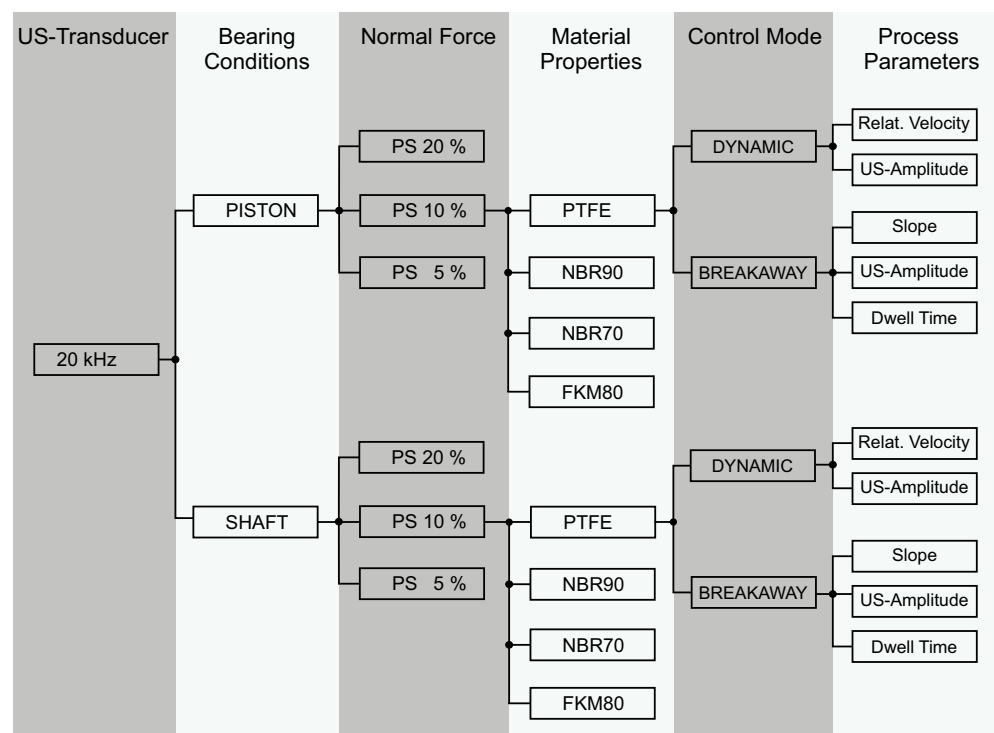 US-Transducer
Bearing
Conditions
Normal Force
Material
Properties
Control Mode
Process
Parameters
20 kHz
PISTON
PS 20 %
PS 10 %
PS 5 %
PTFE
NBR90
NBR70
FKM80
DYNAMIC
Relat. Velocity
US-Amplitude
BREAKAWAY
Slope
US-Amplitude
Dwell Time
SHAFT
PS 20 %
PS 10 %
PS 5 %
PTFE
NBR90
NBR70
FKM80
DYNAMIC
Relat. Velocity
US-Amplitude
BREAKAWAY
Slope
US-Amplitude
Dwell Time